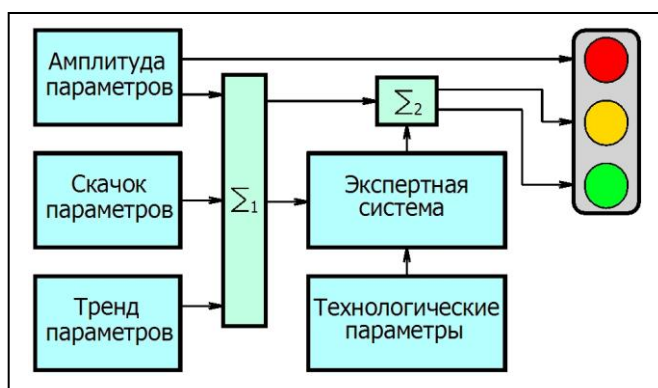 Амплитуда
параметров
Скачок
параметров
Тренд
параметров
∑1
∑2
Экспертная
система
Технологические
параметры